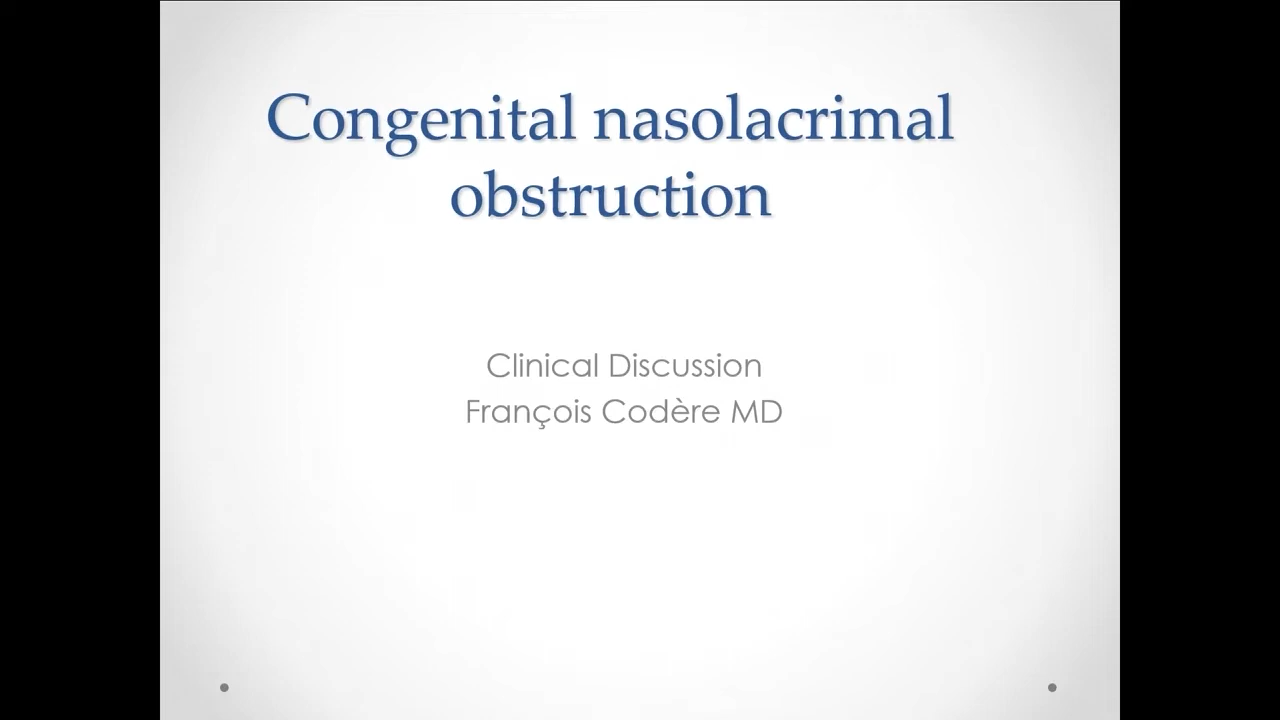 Congenital nasolacrimal
obstruction
Clinical Discussion
François Codère MD